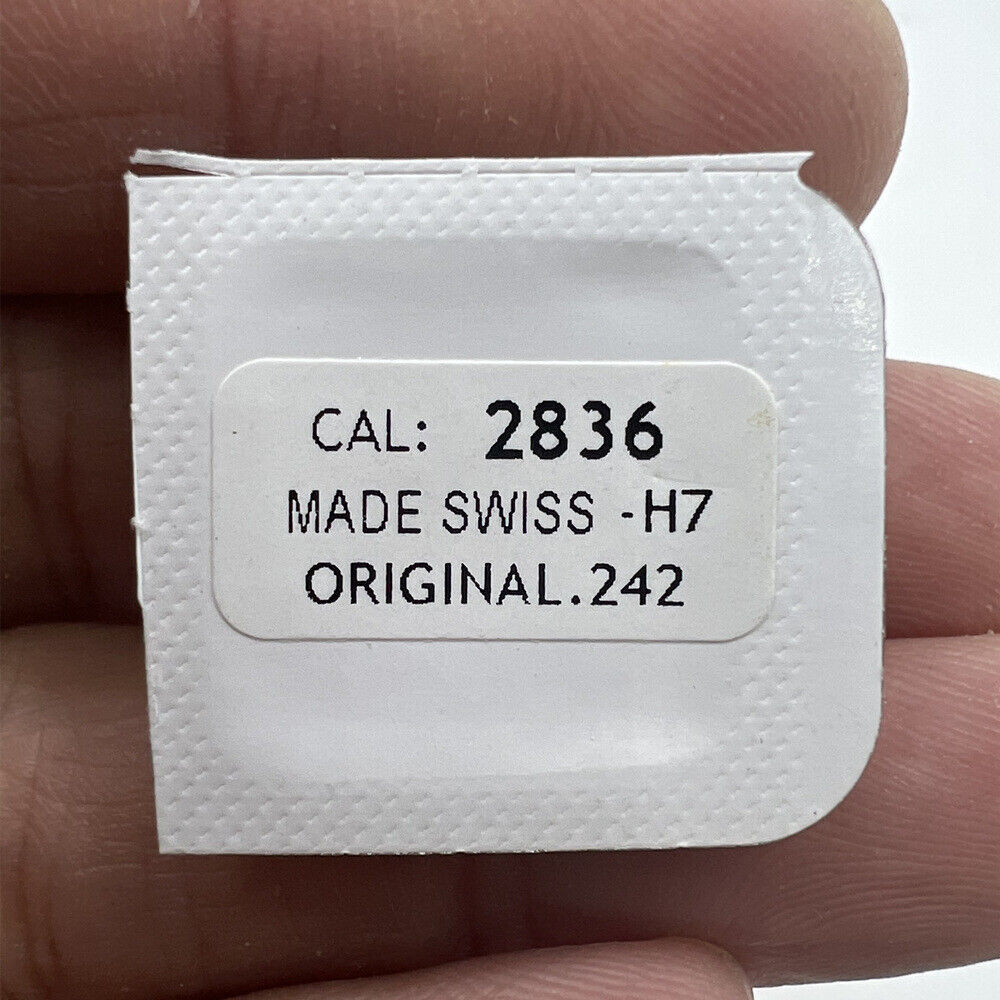 CAL: 2836
MADE SWISS -H7
ORIGINAL.242